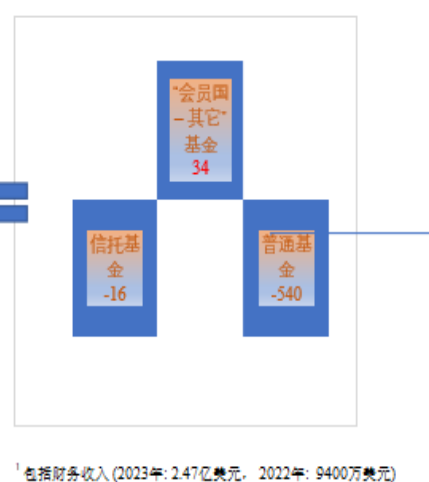 “会员国
– 其它”
基金
34
信托基
金
-16
普通基
金
-540
¹ 包括财务收入 (2023年: 2.47亿美元， 2022年: 9400万美元)